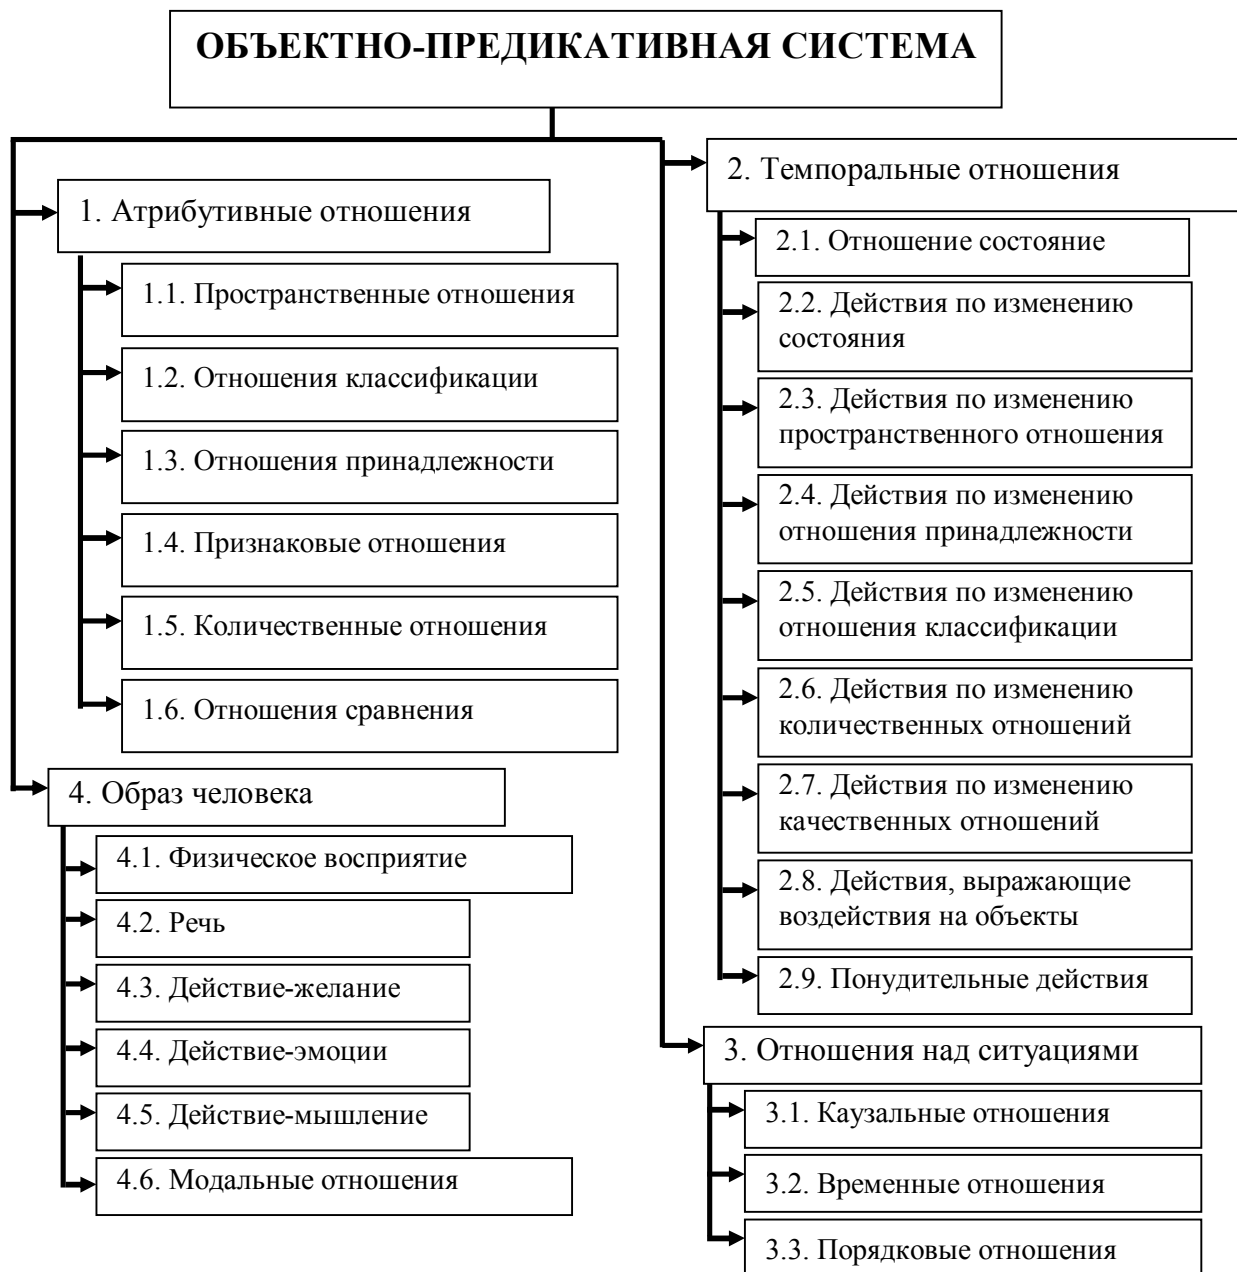 ОБЪЕКТНО-ПРЕДИКАТИВНАЯ СИСТЕМА
1. Атрибутивные отношения
1.1. Пространственные отношения
1.2. Отношения классификации
1.3. Отношения принадлежности
1.4. Признаковые отношения
1.5. Количественные отношения
1.6. Отношения сравнения
2. Темпоральные отношения
2.1. Отношение состояние
2.2. Действия по изменению
состояния
2.3. Действия по изменению
пространственного отношения
2.4. Действия по изменению
отношения принадлежности
2.5. Действия по изменению
отношения классификации
2.6. Действия по изменению
количественных отношений
2.7. Действия по изменению
качественных отношений
2.8. Действия, выражающие
воздействия на объекты
2.9. Понудительные действия
3. Отношения над ситуациями
3.1. Каузальные отношения
3.2. Временные отношения
3.3. Порядковые отношения
4. Образ человека
4.1. Физическое восприятие
4.2. Речь
4.3. Действие-желание
4.4. Действие-эмоции
4.5. Действие-мышление
4.6. Модальные отношения